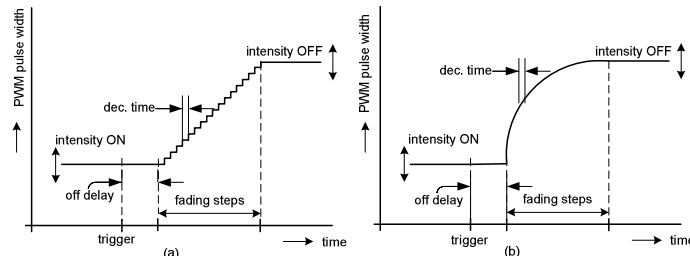 PWM pulse width
intensity OFF
dec. time
intensity ON
off delay
fading steps
trigger
time
(a)
PWM pulse width
intensity OFF
dec. time
intensity ON
off delay
fading steps
trigger
time
(b)